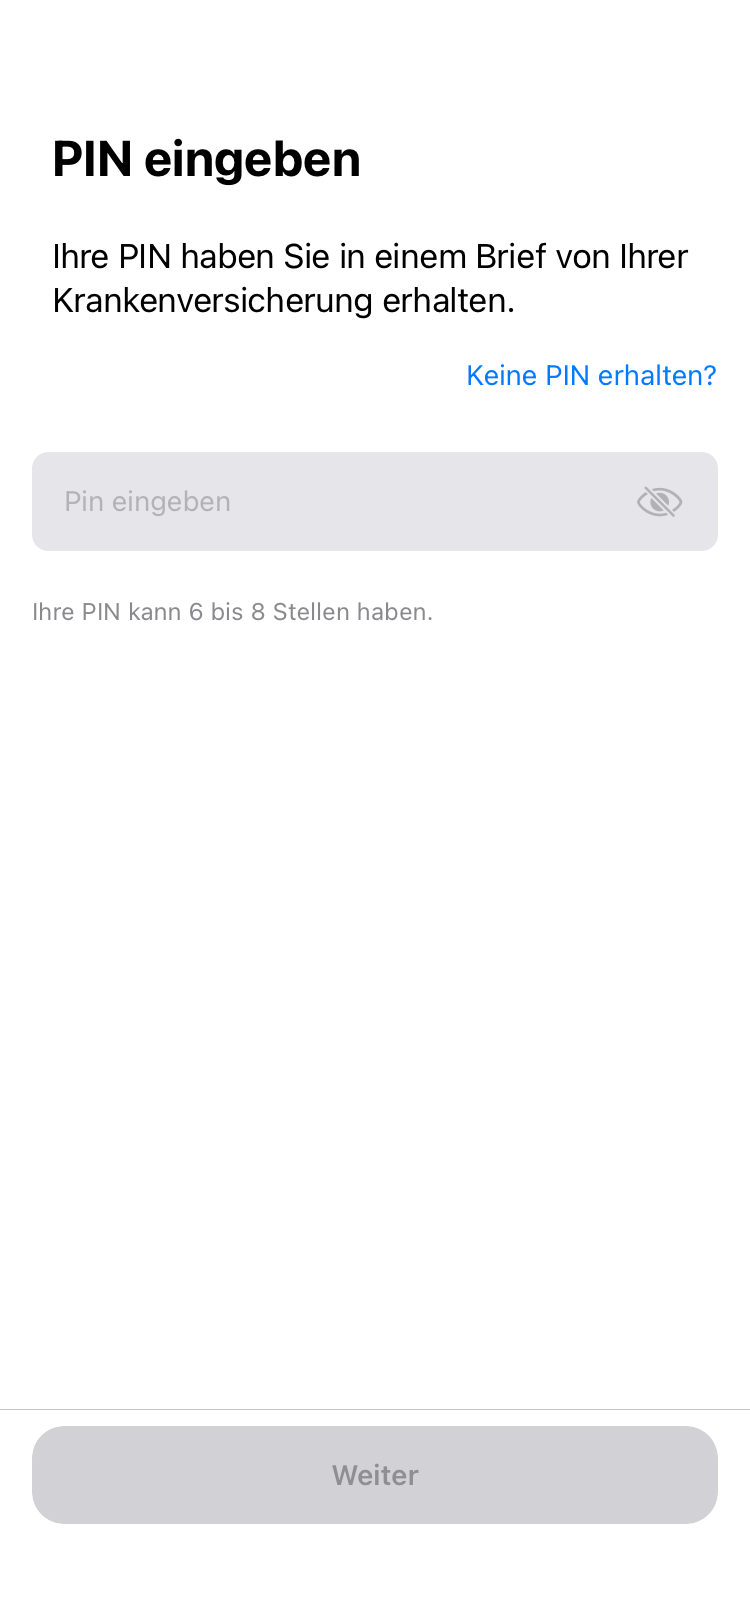 PIN eingeben
Ihre PIN haben Sie in einem Brief von Ihrer
Krankenversicherung erhalten.
Keine PIN erhalten?
Pin eingeben
Ihre PIN kann 6 bis 8 Stellen haben.
Weiter